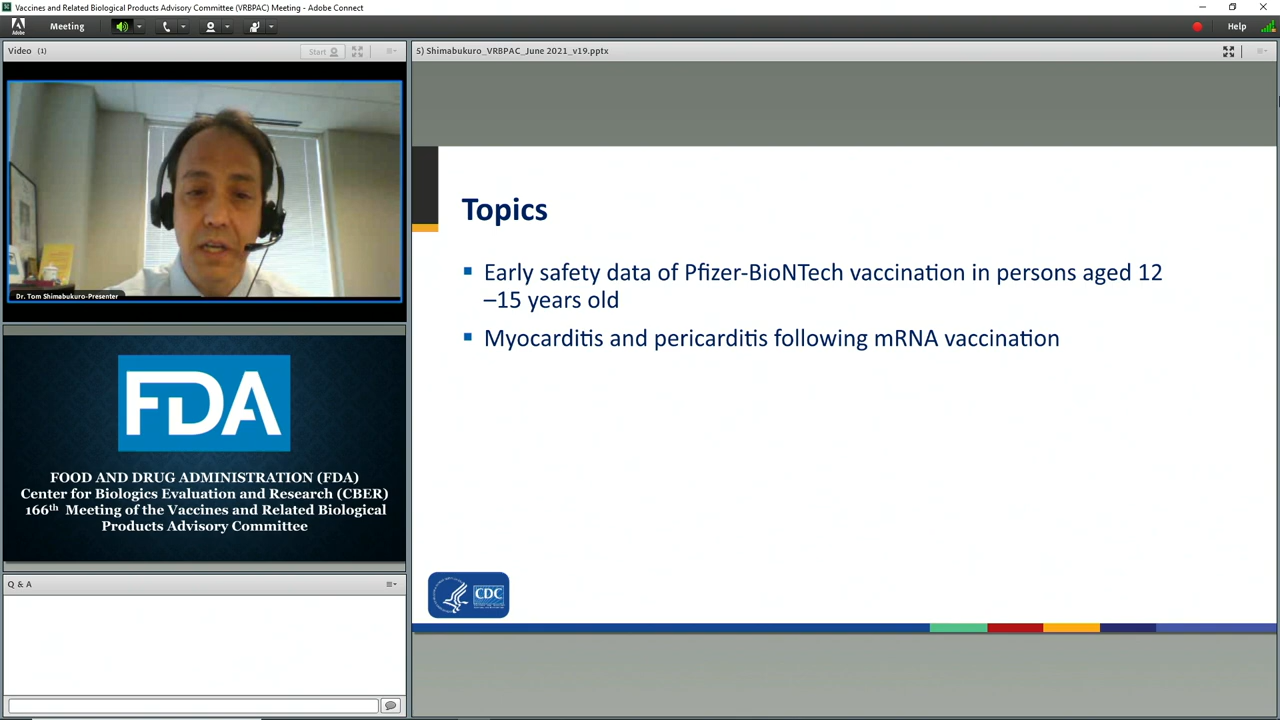 Vaccines and Related Biological Products Advisory Committee (VRBPAC) Meeting - Adobe Connect
Adobe
Meeting
Help
Video (1)
Start
5) Shimabukuro_VRBPAC_June 2021_v19.pptx
Dr. Tom Shimabukuro-Presenter
Topics
Early safety data of Pfizer-BioNTech vaccination in persons aged 12
–15 years old
Myocarditis and pericarditis following mRNA vaccination
FDA
FOOD AND DRUG ADMINISTRATION (FDA)
Center for Biologics Evaluation and Research (CBER)
166th Meeting of the Vaccines and Related Biological
Products Advisory Committee
Q & A
CDC